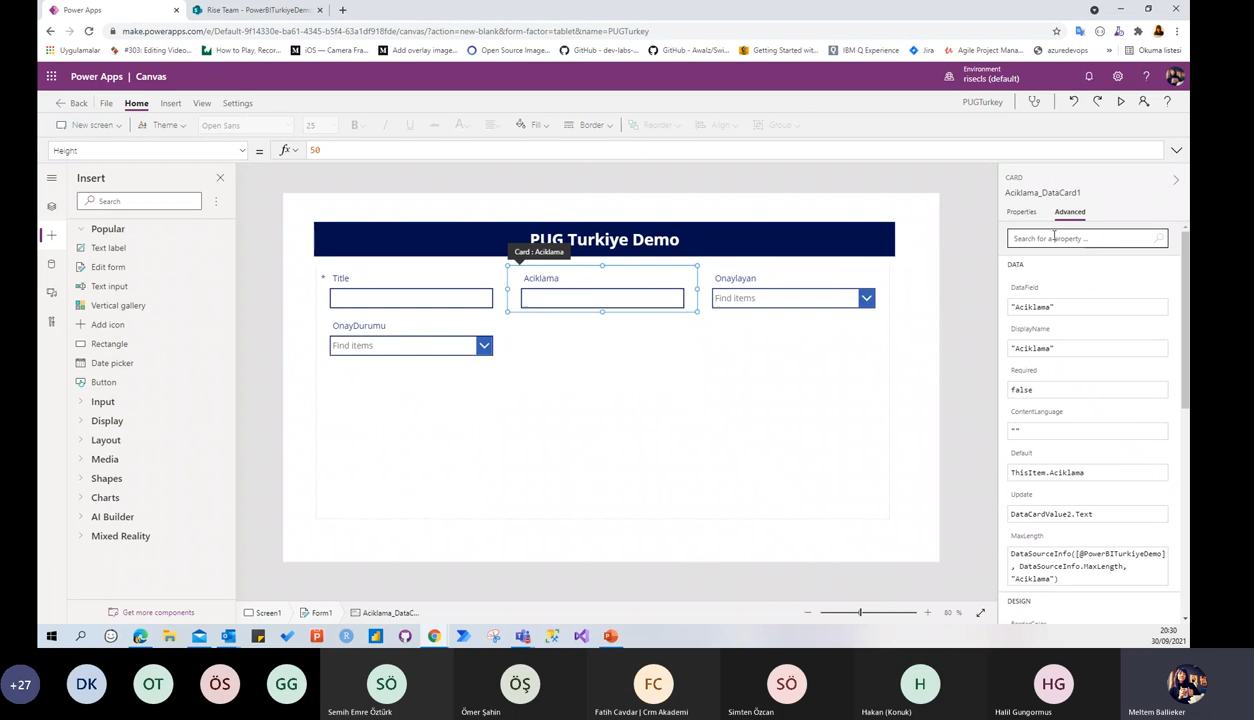 Power Apps
Rise Team - PowerBITurkiyeDemo
make.powerapps.com/e/Default-9f14330e-ba61-4345-b5f4-63a1df918fde/canvas/?action=new-blank&form-factor=tablet&name=PUGTurkey
Uygulamalar
#303: Editing Video...
How to Play, Recor...
iOS — Camera Fra...
Add overlay image...
Open Source Image...
GitHub - dev-labs-...
GitHub - Awalz/Swi...
Getting Started wit...
IBM Q Experience
Jira
Agile Project Mana...
azuredevops
»
Okuma listesi
Power Apps | Canvas
Environment
risecls (default)
Back
File
Home
Insert
View
Settings
PUGTurkey
New screen
Theme
Open Sans
25
B
Fill
Border
Reorder
Align
Group
Height
=
fx
50
Insert
Search
Popular
Text label
Edit form
Text input
Vertical gallery
Add icon
Rectangle
Date picker
Button
Input
Display
Layout
Media
Shapes
Charts
AI Builder
Mixed Reality
Get more components
PUG Turkiye Demo
Card : Aciklama
* Title
Aciklama
Onaylayan
Find items
OnayDurumu
Find items
Screen1
Form1
Aciklama_DataC...
80 %
CARD
Aciklama_DataCard1
Properties
Advanced
Search for a property ...
DATA
DataField
"Aciklama"
DisplayName
"Aciklama"
Required
false
ContentLanguage
""
Default
ThisItem.Aciklama
Update
DataCardValue2.Text
MaxLength
DataSourceInfo([@PowerBITurkiyeDemo]
, DataSourceInfo.MaxLength,
"Aciklama")
DESIGN
BorderColor
20:30
30/09/2021
+27
DK
OT
ÖS
GG
SÖ
Semih Emre Öztürk
ÖŞ
Ömer Şahin
FC
Fatih Cavdar | Crm Akademi
SÖ
Simten Özcan
H
Hakan (Konuk)
HG
Halil Gungormus
Meltem Ballieker